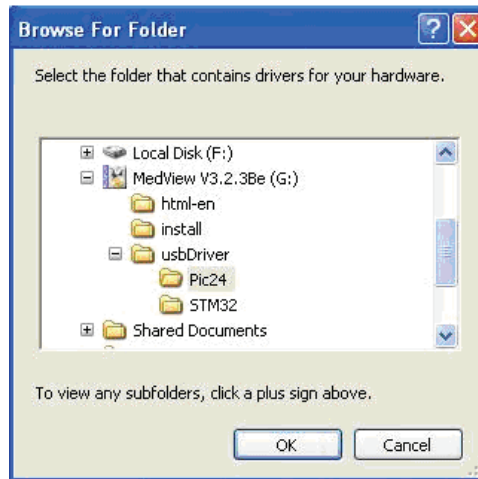 Browse For Folder
Select the folder that contains drivers for your hardware.
Local Disk (F:)
MedView V3.2.3Be (G:)
html-en
install
usbDriver
Pic24
STM32
Shared Documents
To view any subfolders, click a plus sign above.
OK Cancel